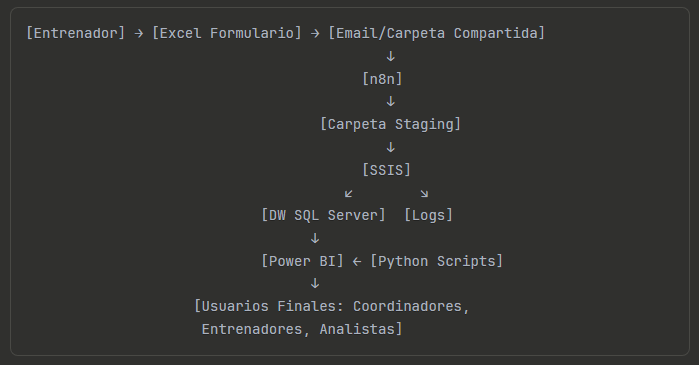 [Entrenador] → [Excel Formulario] → [Email/Carpeta Compartida]
↓
[n8n]
↓
[Carpeta Staging]
↓
[SSIS]
↙ ↘
[DW SQL Server] [Logs]
↓
[Power BI] ← [Python Scripts]
↓
[Usuarios Finales: Coordinadores,
Entrenadores, Analistas]